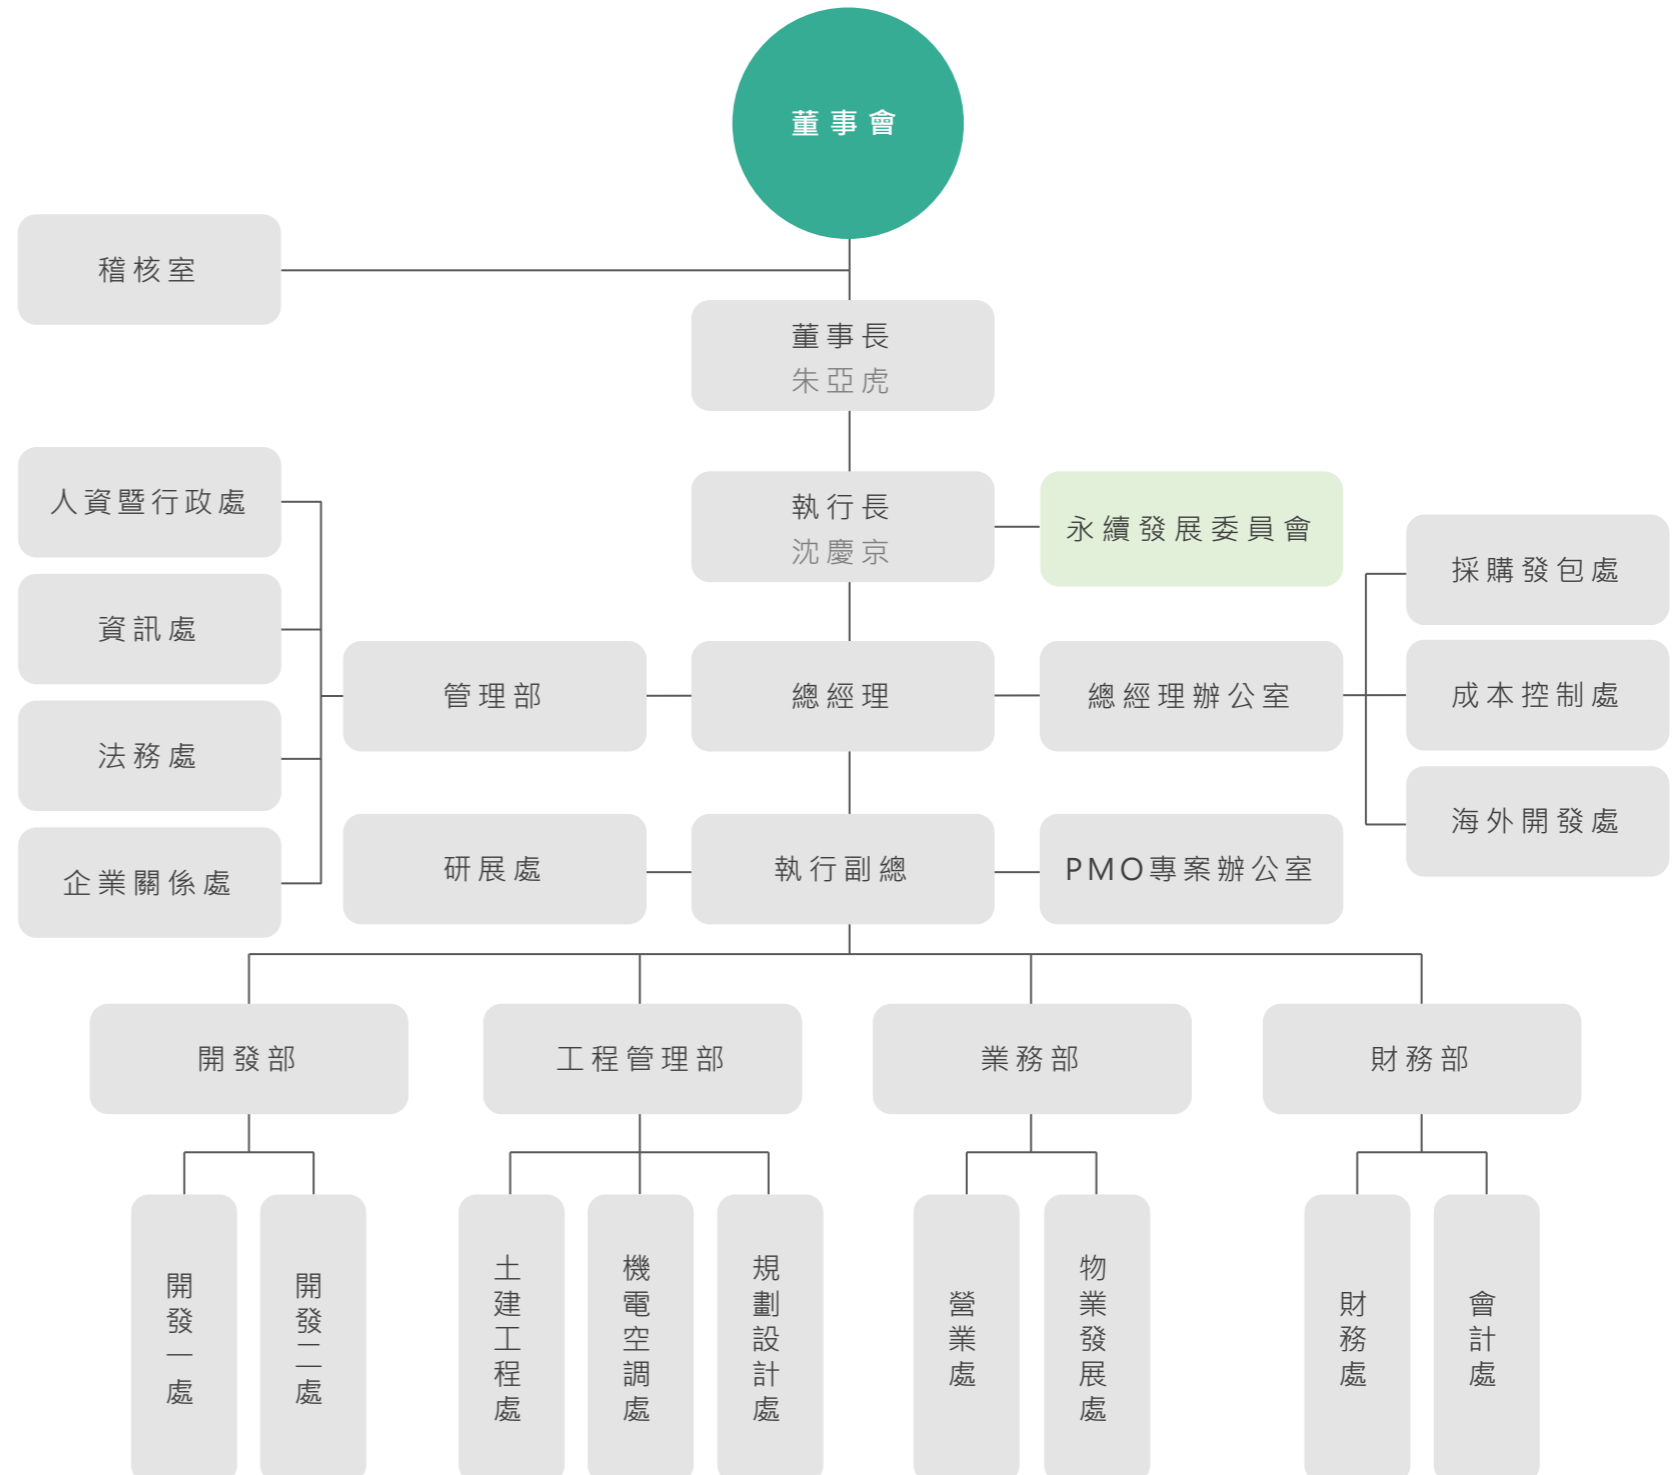 董事會
稽核室
董事長
朱亞虎
執行長
沈慶京
永續發展委員會
人資暨行政處
資訊處
法務處
企業關係處
管理部
總經理
總經理辦公室
採購發包處
成本控制處
海外開發處
研展處
執行副總
PMO專案辦公室
開發部
工程管理部
業務部
財務部
開發一處
開發二處
土建工程處
機電空調處
規劃設計處
營業處
物業發展處
財務處
會計處